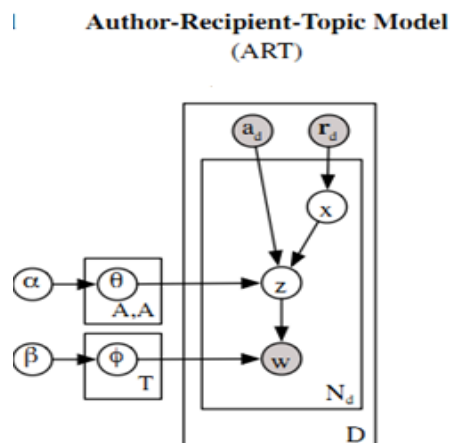 Author-Recipient-Topic Model
(ART)
a_d r_d
x
α θ z
A,A
β φ w
T
N_d
D